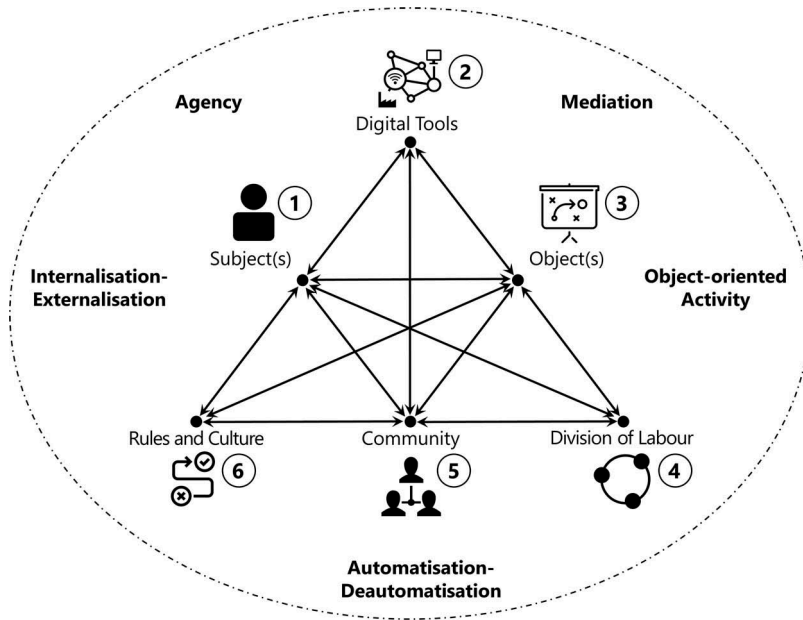 2
Agency
Mediation
Digital Tools
1
3
Subject(s)
Object(s)
Internalisation-
Externalisation
Object-oriented
Activity
Rules and Culture
Community
Division of Labour
6
5
4
Automatisation-
Deautomatisation